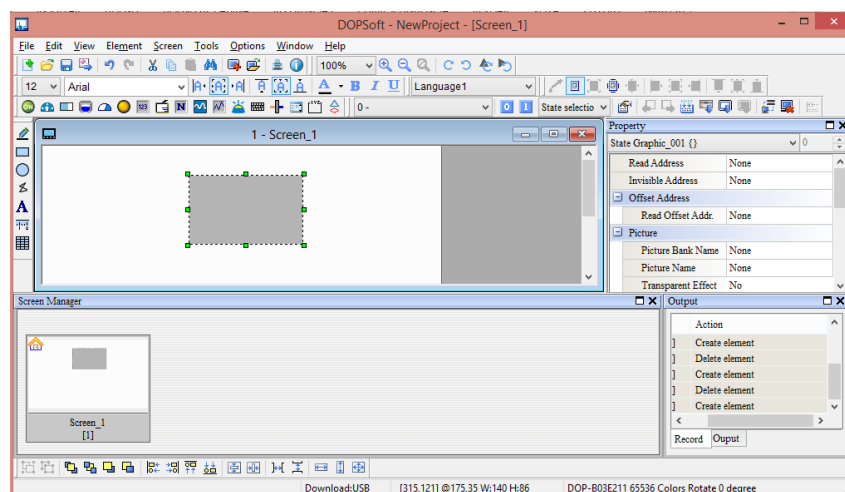 DOPSoft - NewProject - [Screen_1]
File Edit View Element Screen Tools Options Window Help
100%
12 Arial A A A A A A A B I U Language1
123 N 0 - 0 1 State selectio
1 - Screen_1
A
Property
State Graphic_001 {} 0
Read Address None
Invisible Address None
Offset Address
Read Offset Addr. None
Picture
Picture Bank Name None
Picture Name None
Transparent Effect No
Screen Manager
Screen_1
[1]
Output
Action
] Create element
] Delete element
] Create element
] Delete element
] Create element
Record Ouput
Download:USB [315.121] @175.35 W:140 H:86 DOP-B03E211 65536 Colors Rotate 0 degree